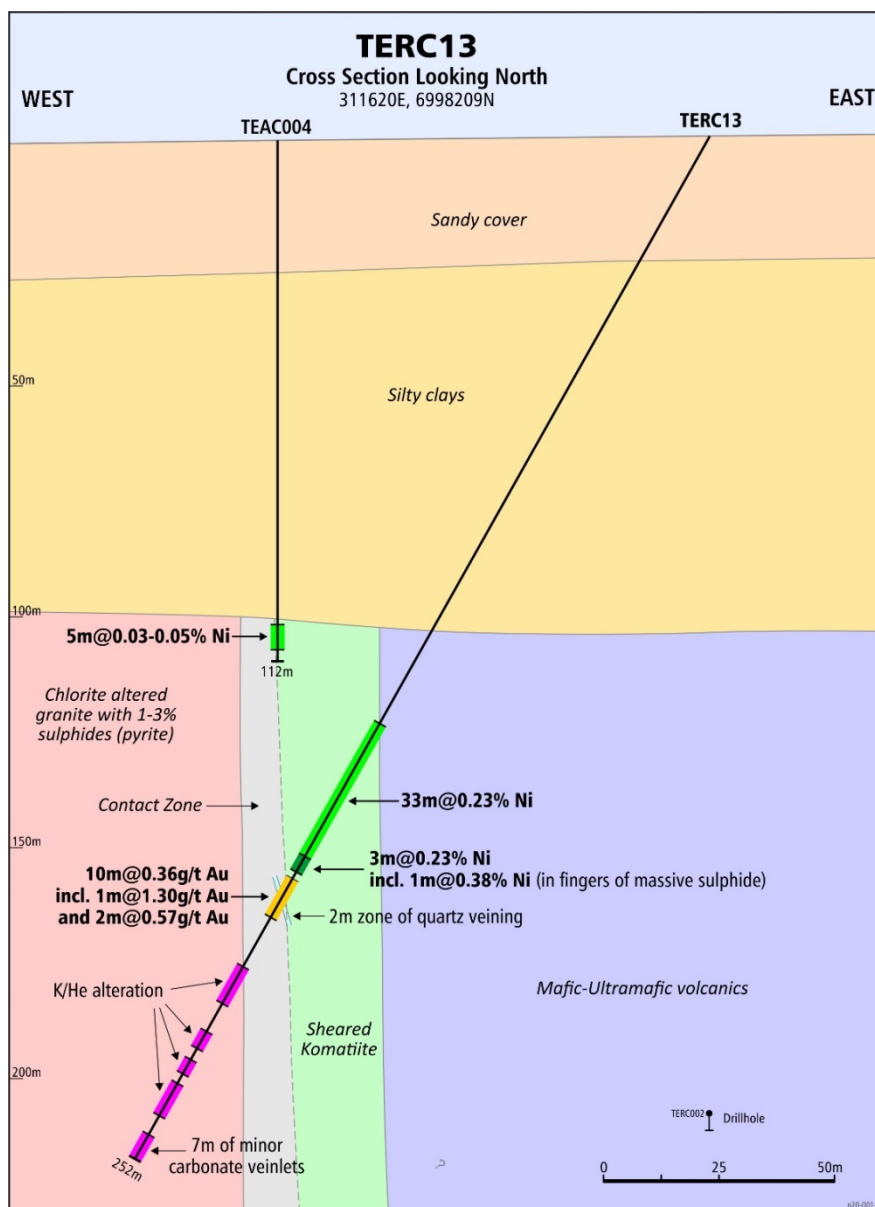 TERC13
Cross Section Looking North
311620E, 6998209N
WEST
EAST
TEAC004
TERC13
Sandy cover
50m
Silty clays
100m
5m@0.03-0.05% Ni
112m
Chlorite altered
granite with 1-3%
sulphides (pyrite)
Contact Zone
33m@0.23% Ni
150m
10m@0.36g/t Au
incl. 1m@1.30g/t Au
and 2m@0.57g/t Au
3m@0.23% Ni
incl. 1m@0.38% Ni (in fingers of massive sulphide)
2m zone of quartz veining
K/He alteration
Mafic-Ultramafic volcanics
Sheared
Komatiite
200m
TERC002
Drillhole
7m of minor
carbonate veinlets
252m
0
25
50m